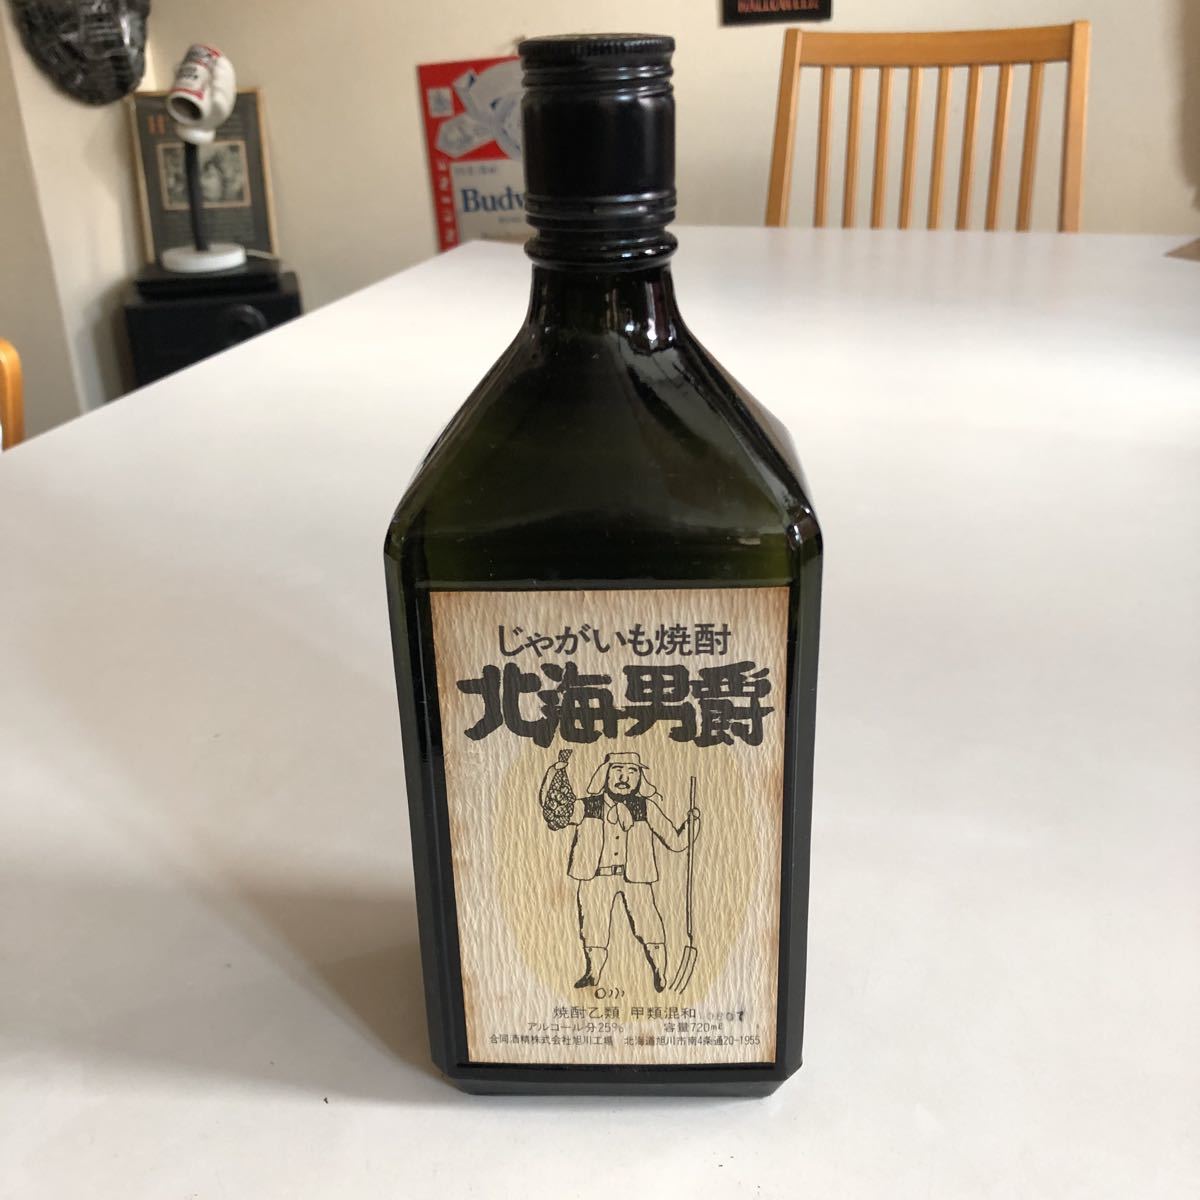 HALLOWEEN
H
Budw
じゃがいも焼酎
北海男爵
焼酎乙類 甲類混和
アルコール分25% 容量720ml
合同酒精株式会社旭川工場 北海道旭川市南4条通20-1955